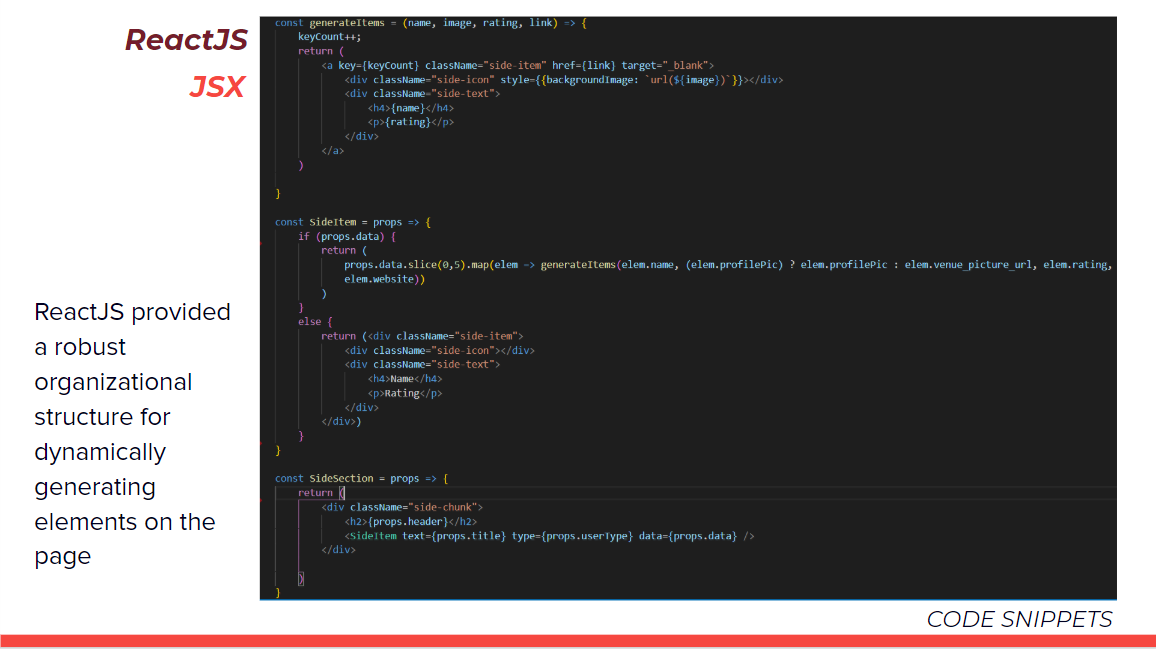 ReactJS
JSX
ReactJS provided
a robust
organizational
structure for
dynamically
generating
elements on the
page
const generateItems = (name, image, rating, link) => {
keyCount++;
return (
<a key={keyCount} className="side-item" href={link} target="_blank">
<div className="side-icon" style={{backgroundImage: `url(${image})`}}></div>
<div className="side-text">
<h4>{name}</h4>
<p>{rating}</p>
</div>
</a>
)
}
const SideItem = props => {
if (props.data) {
return (
props.data.slice(0,5).map(elem => generateItems(elem.name, (elem.profilePic) ? elem.profilePic : elem.venue_picture_url, elem.rating,
elem.website))
)
}
else {
return (<div className="side-item">
<div className="side-icon"></div>
<div className="side-text">
<h4>Name</h4>
<p>Rating</p>
</div>
</div>)
}
}
const SideSection = props => {
return (
<div className="side-chunk">
<h2>{props.header}</h2>
<SideItem text={props.title} type={props.userType} data={props.data} />
</div>
)
}
CODE SNIPPETS